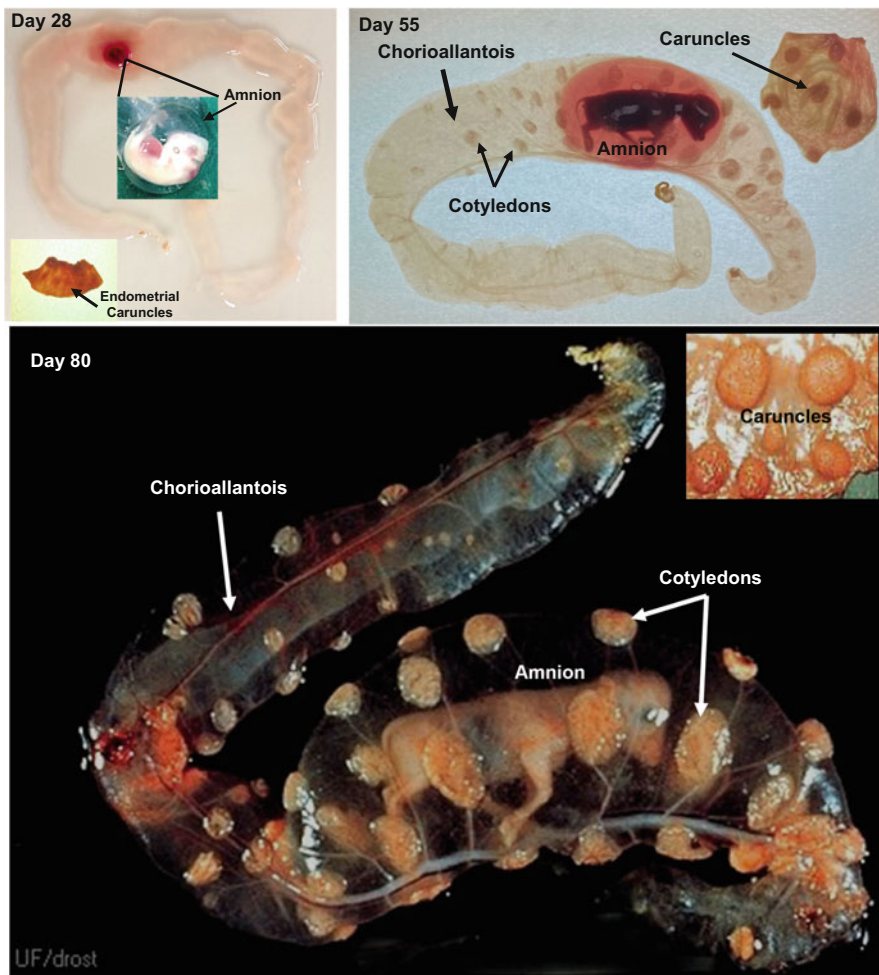 Day 28
Amnion
Endometrial
Caruncles
Day 55
Chorioallantois
Caruncles
Amnion
Cotyledons
Day 80
Caruncles
Chorioallantois
Cotyledons
Amnion
UF/drost